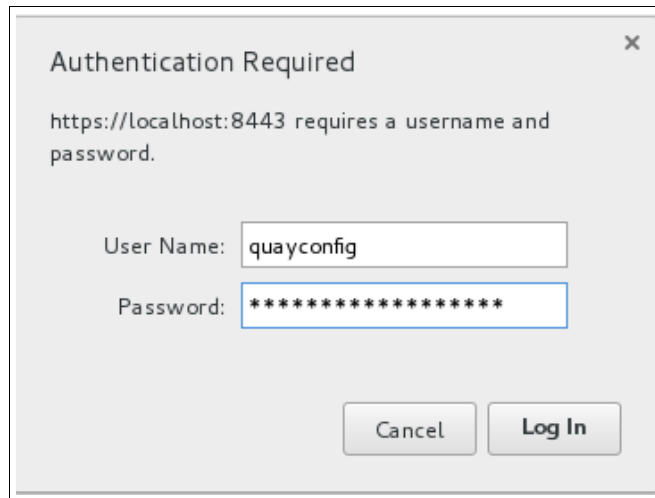 Authentication Required
×
https://localhost:8443 requires a username and
password.
User Name: quayconfig
Password: ******************
Cancel Log In